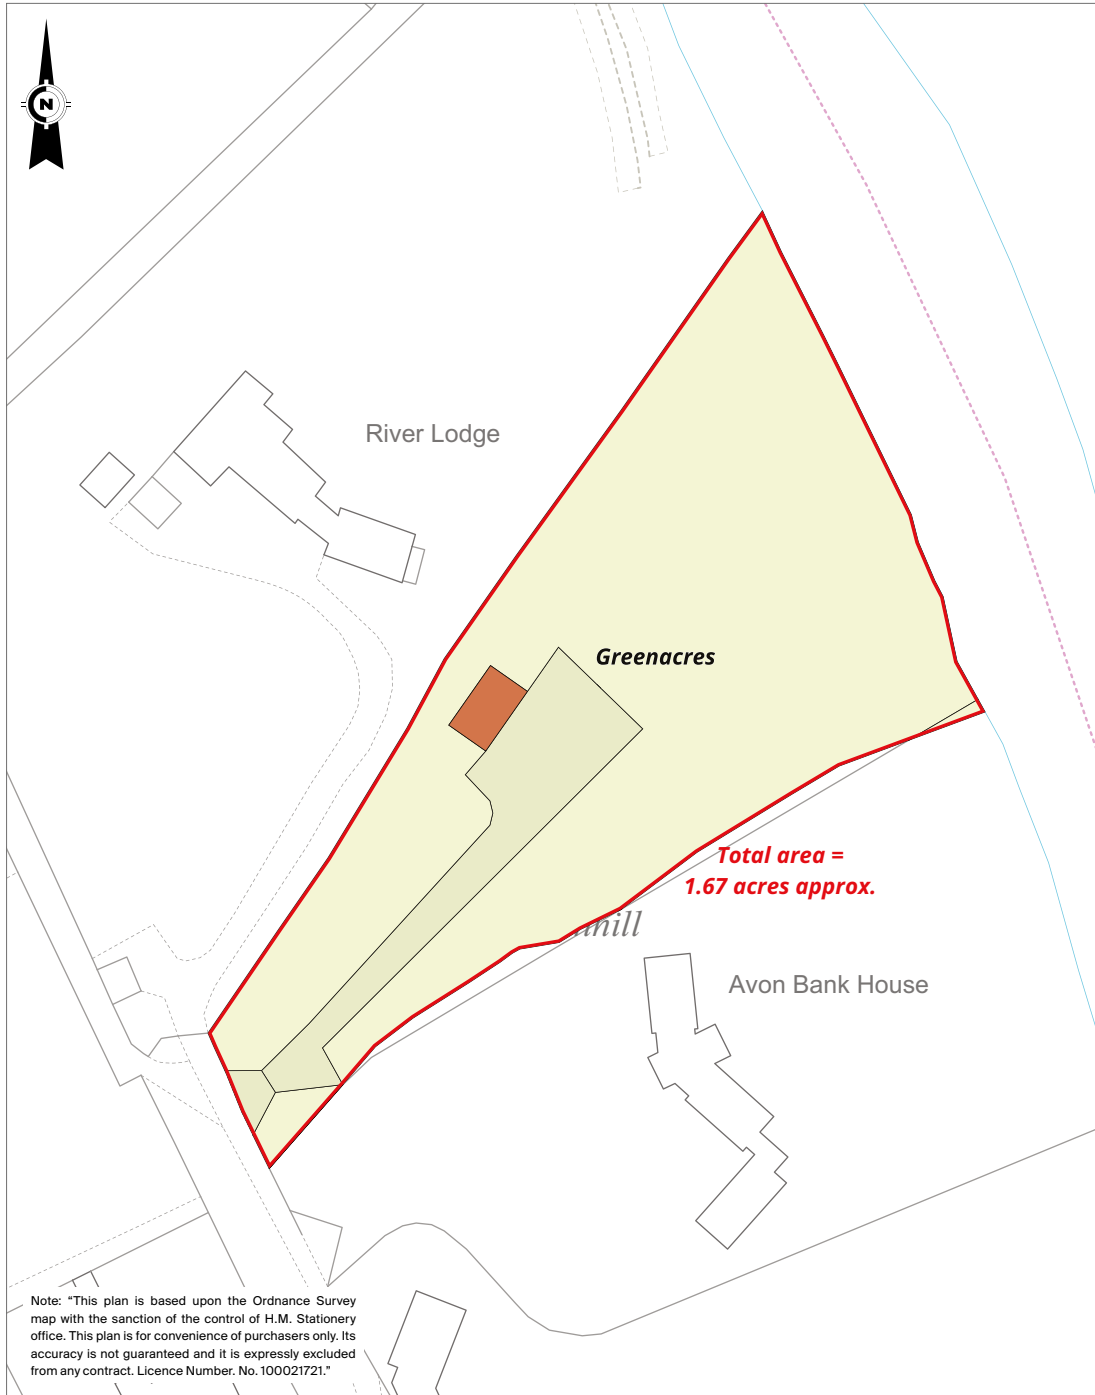 N
River Lodge
Greenacres
Total area =
1.67 acres approx.
Avon Bank House
Note: “This plan is based upon the Ordnance Survey
map with the sanction of the control of H.M. Stationery
office. This plan is for convenience of purchasers only. Its
accuracy is not guaranteed and it is expressly excluded
from any contract. Licence Number. No. 100021721.”